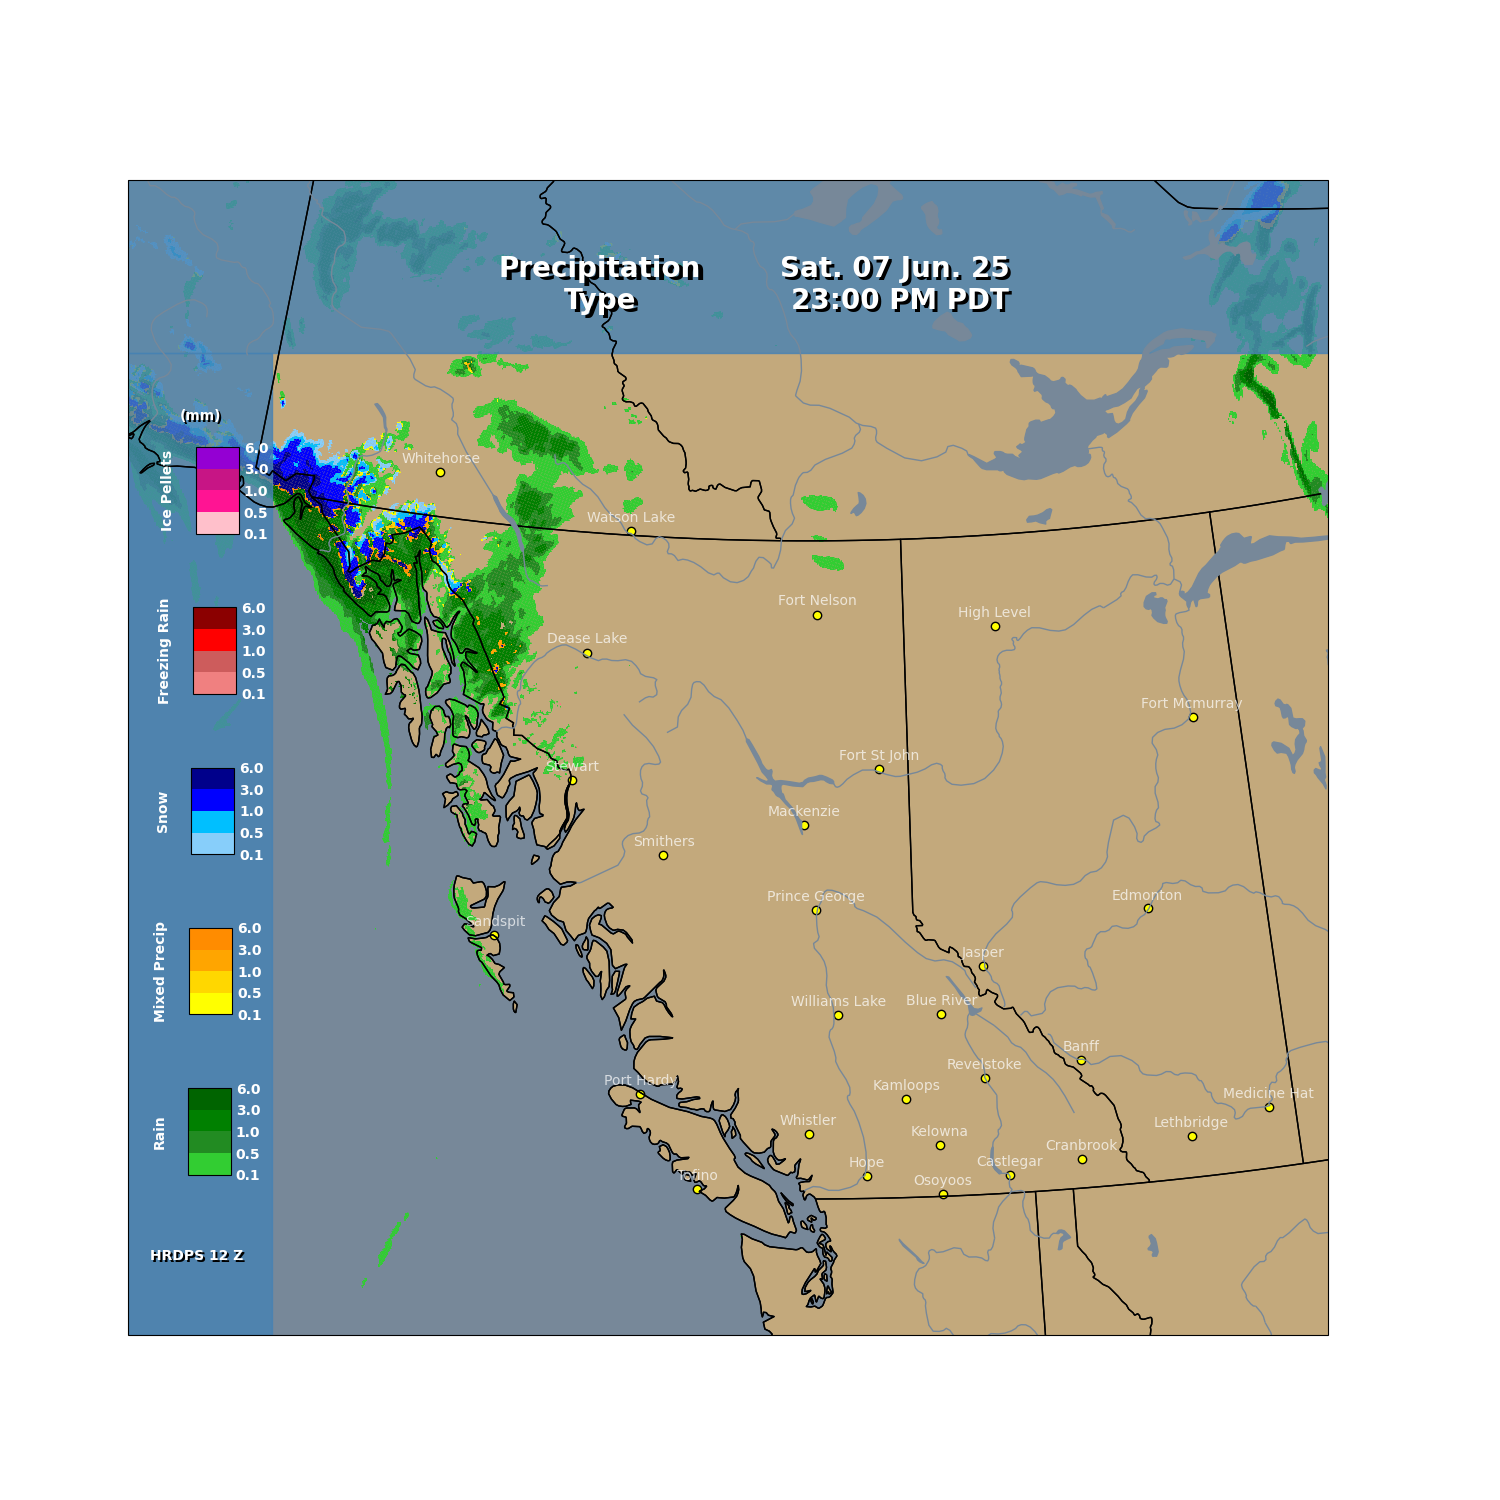 Precipitation
Type
Sat. 07 Jun. 25
23:00 PM PDT
(mm)
Ice Pellets
6.0
3.0
1.0
0.5
0.1
Freezing Rain
6.0
3.0
1.0
0.5
0.1
Snow
6.0
3.0
1.0
0.5
0.1
Mixed Precip
6.0
3.0
1.0
0.5
0.1
Rain
6.0
3.0
1.0
0.5
0.1
HRDPS 12 Z
Whitehorse
Watson Lake
Fort Nelson
High Level
Dease Lake
Fort Mcmurray
Fort St John
Stewart
Mackenzie
Smithers
Prince George
Edmonton
Sandspit
Jasper
Williams Lake
Blue River
Banff
Revelstoke
Port Hardy
Kamloops
Medicine Hat
Whistler
Lethbridge
Kelowna
Cranbrook
Hope
Castlegar
Tofino
Osoyoos